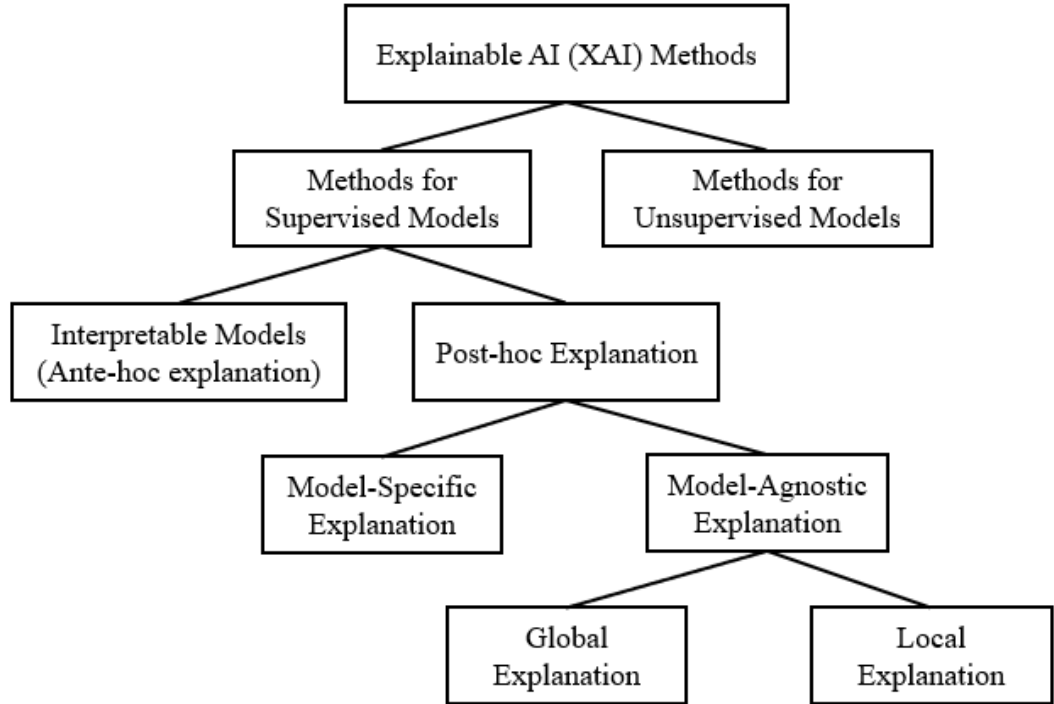 Explainable AI (XAI) Methods
Methods for
Supervised Models
Methods for
Unsupervised Models
Interpretable Models
(Ante-hoc explanation)
Post-hoc Explanation
Model-Specific
Explanation
Model-Agnostic
Explanation
Global
Explanation
Local
Explanation